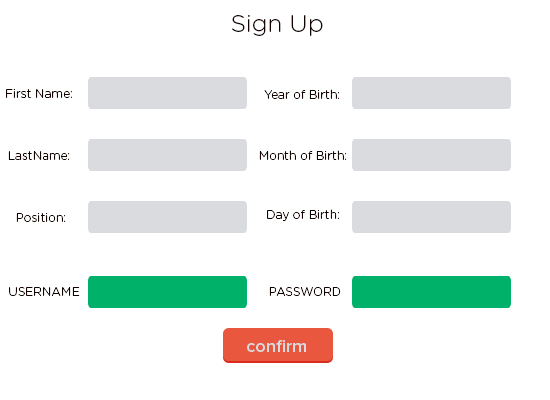 Sign Up
First Name:
Year of Birth:
LastName:
Month of Birth:
Position:
Day of Birth:
USERNAME
PASSWORD
confirm